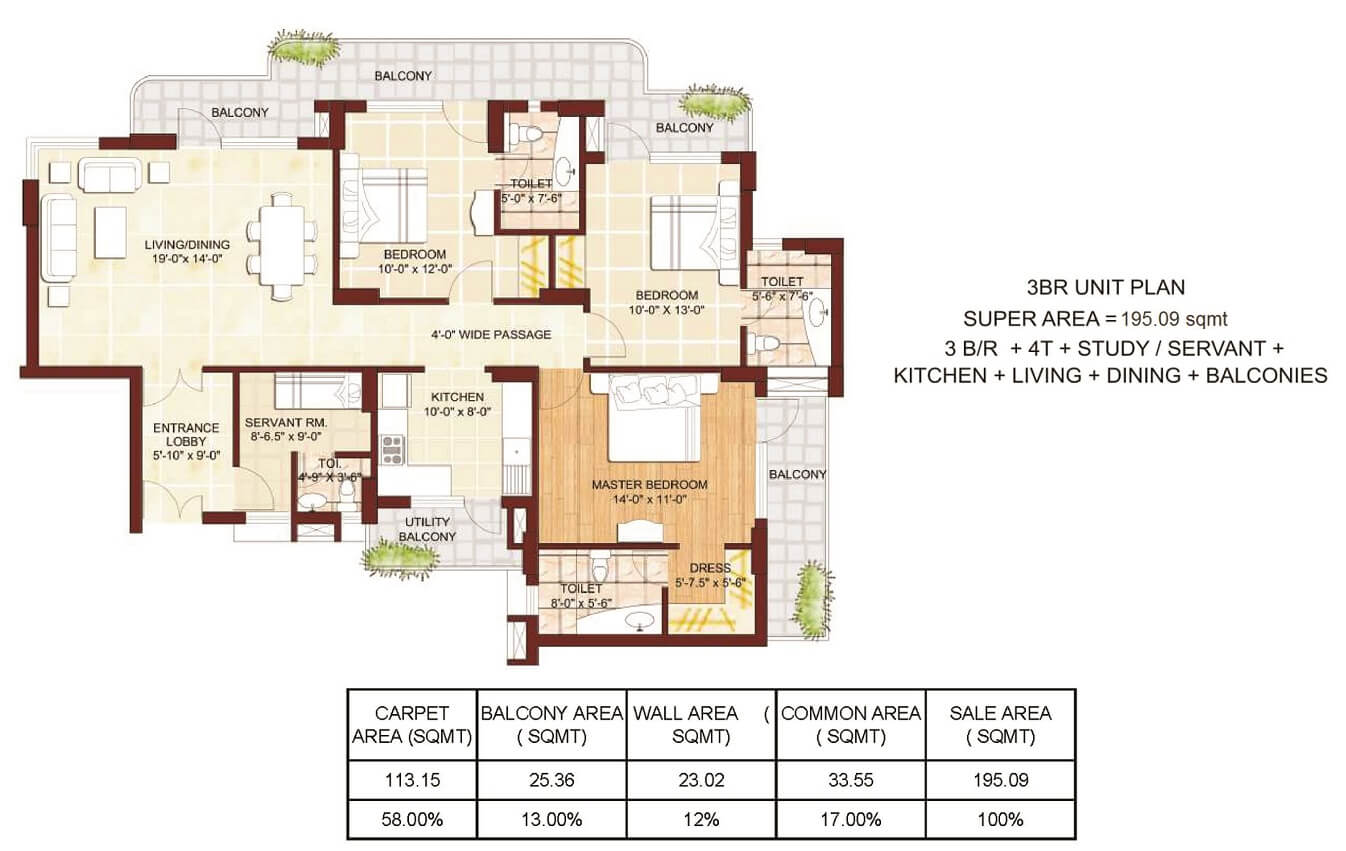 BALCONY
BALCONY
BALCONY
LIVING/DINING
19'-0"x 14'-0"
BEDROOM
10'-0" x 12'-0"
TOILET
5'-0" x 7'-6"
BEDROOM
10'-0" X 13'-0"
TOILET
5'-6" x 7'-6"
4'-0" WIDE PASSAGE
ENTRANCE
LOBBY
5'-10" x 9'-0"
SERVANT RM.
8'-6.5" x 9'-0"
TOI.
4'-9" X 3'-6"
KITCHEN
10'-0" x 8'-0"
UTILITY
BALCONY
MASTER BEDROOM
14'-0" x 11'-0"
BALCONY
TOILET
8'-0" x 5'-6"
DRESS
5'-7.5" x 5'-6"
3BR UNIT PLAN
SUPER AREA = 195.09 sqmt
3 B/R + 4T + STUDY / SERVANT +
KITCHEN + LIVING + DINING + BALCONIES
CARPET
AREA (SQMT)
BALCONY AREA
( SQMT)
WALL AREA (
SQMT)
COMMON AREA
( SQMT)
SALE AREA
( SQMT)
113.15 25.36 23.02 33.55 195.09
58.00% 13.00% 12% 17.00% 100%